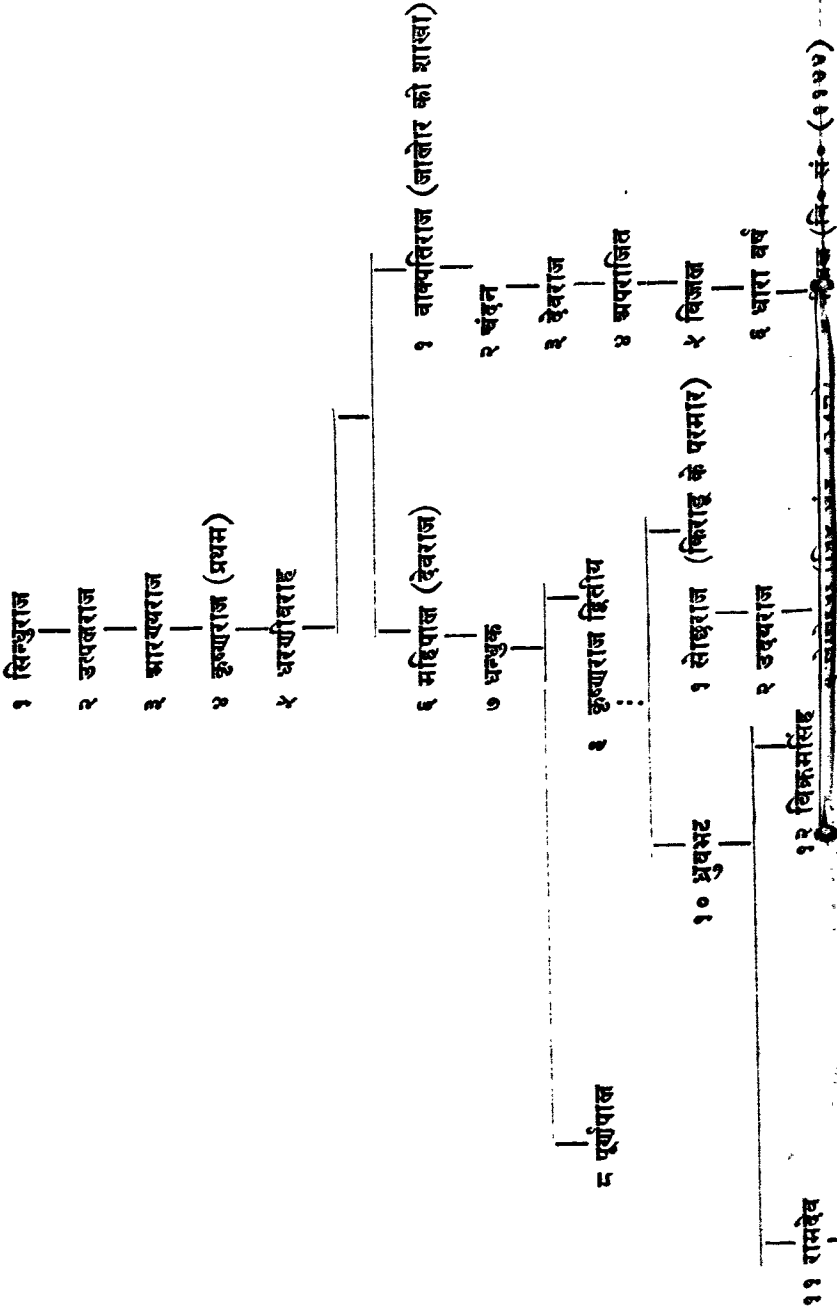 १ सिन्धुराज
२ उत्पलराज
३ आरण्यराज
४ कृष्णराज (प्रथम)
५ धरणीवराह
६ महिपाल (देवराज)
१ वाक्पतिराज (जालोर की शाखा)
७ धन्धुक
२ चंदन
३ देवराज
८ पूर्णपाल
९ कृष्णराज द्वितीय
४ अपराजित
१० ध्रुवभट
१ सोछराज (किराडू के परमार)
५ विजल
२ उदयराज
६ धारा वर्ष
११ रामदेव
१२ विक्रमसिंह
(वि० सं०